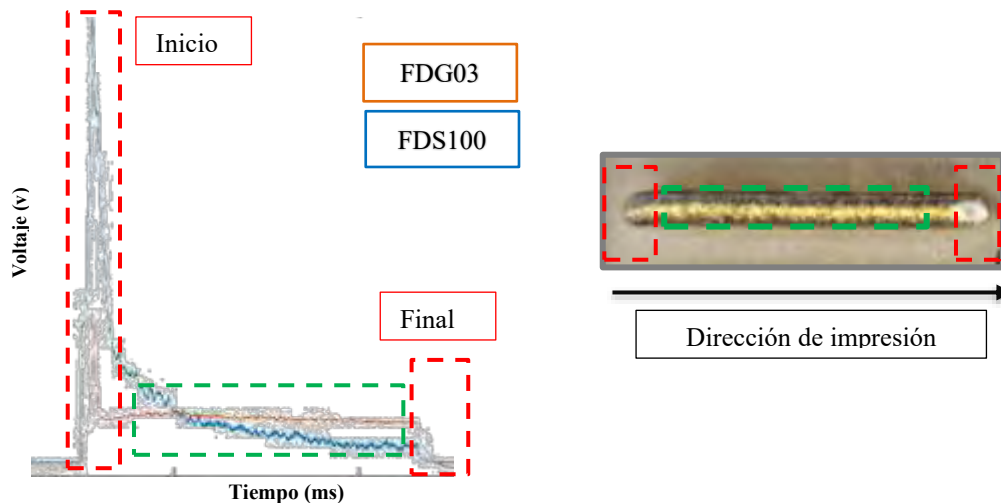 Inicio
FDG03
FDS100
Voltaje (v)
Final
Dirección de impresión
Tiempo (ms)